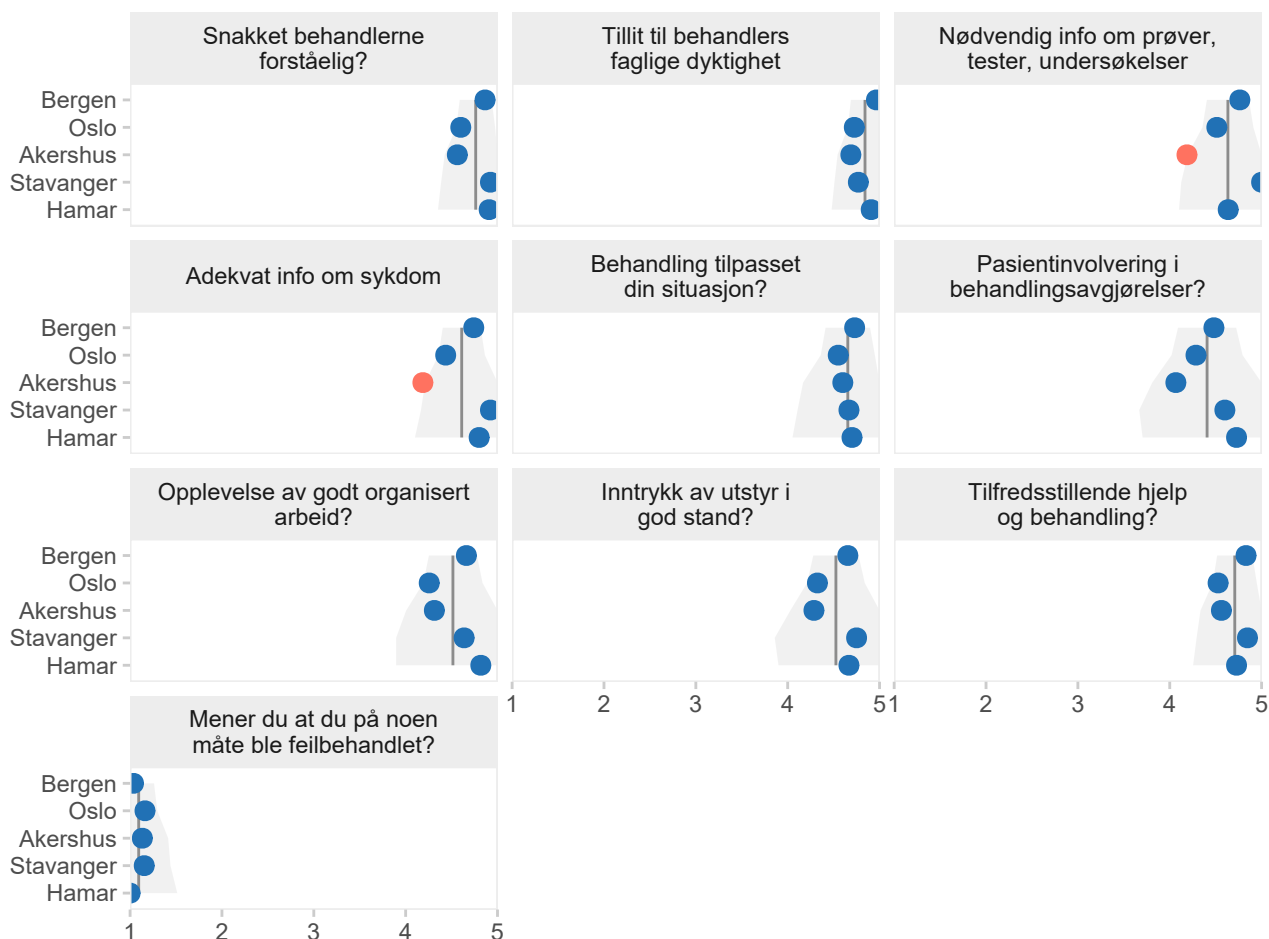 Snakket behandlerne
forståelig?
Tillit til behandlers
faglige dyktighet
Nødvendig info om prøver,
tester, undersøkelser
Bergen
Oslo
Akershus
Stavanger
Hamar
Adekvat info om sykdom
Behandling tilpasset
din situasjon?
Pasientinvolvering i
behandlingsavgjørelser?
Bergen
Oslo
Akershus
Stavanger
Hamar
Opplevelse av godt organisert
arbeid?
Inntrykk av utstyr i
god stand?
Tilfredsstillende hjelp
og behandling?
Bergen
Oslo
Akershus
Stavanger
Hamar
1 2 3 4 5
1 2 3 4 5
Mener du at du på noen
måte ble feilbehandlet?
Bergen
Oslo
Akershus
Stavanger
Hamar
1 2 3 4 5